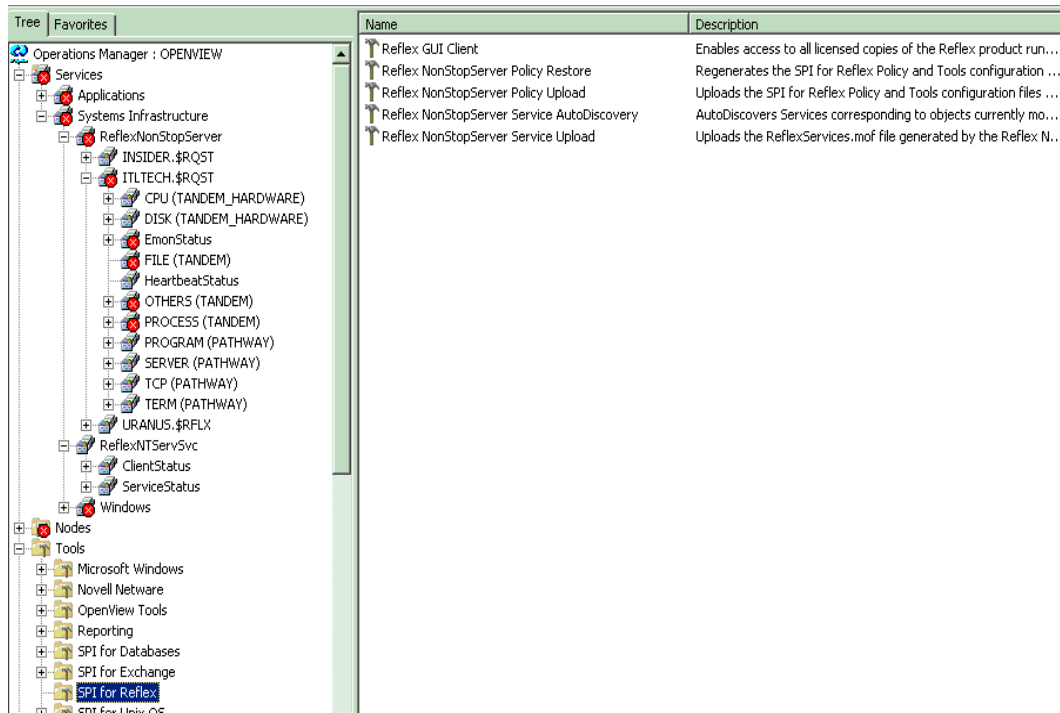 Tree Favorites
Operations Manager : OPENVIEW
Services
Applications
Systems Infrastructure
ReflexNonStopServer
INSIDER.$RQST
ITLTECH.$RQST
CPU (TANDEM_HARDWARE)
DISK (TANDEM_HARDWARE)
EmonStatus
FILE (TANDEM)
HeartbeatStatus
OTHERS (TANDEM)
PROCESS (TANDEM)
PROGRAM (PATHWAY)
SERVER (PATHWAY)
TCP (PATHWAY)
TERM (PATHWAY)
URANUS.$RFLX
ReflexNTServSvc
ClientStatus
ServiceStatus
Windows
Nodes
Tools
Microsoft Windows
Novell Netware
OpenView Tools
Reporting
SPI for Databases
SPI for Exchange
SPI for Reflex
SPI for Unix OS
Name Description
Reflex GUI Client Enables access to all licensed copies of the Reflex product run...
Reflex NonStopServer Policy Restore Regenerates the SPI for Reflex Policy and Tools configuration ...
Reflex NonStopServer Policy Upload Uploads the SPI for Reflex Policy and Tools configuration files ...
Reflex NonStopServer Service AutoDiscovery AutoDiscovers Services corresponding to objects currently mo...
Reflex NonStopServer Service Upload Uploads the ReflexServices.mof file generated by the Reflex N...